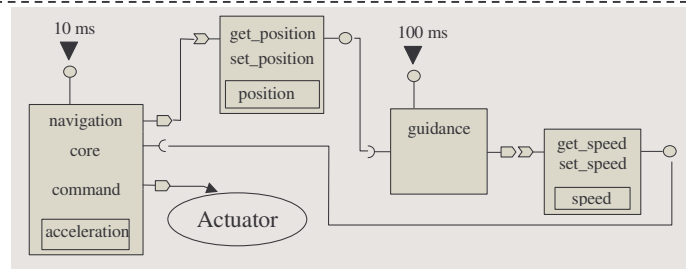 10 ms
navigation
core
command
acceleration
get_position
set_position
position
Actuator
100 ms
guidance
get_speed
set_speed
speed